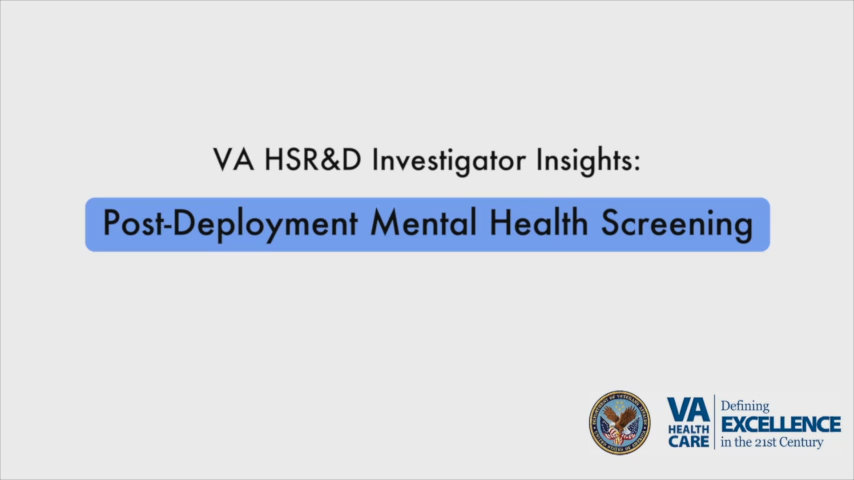 VA HSR&D Investigator Insights:
Post-Deployment Mental Health Screening
VA
HEALTH
CARE
Defining
EXCELLENCE
in the 21st Century